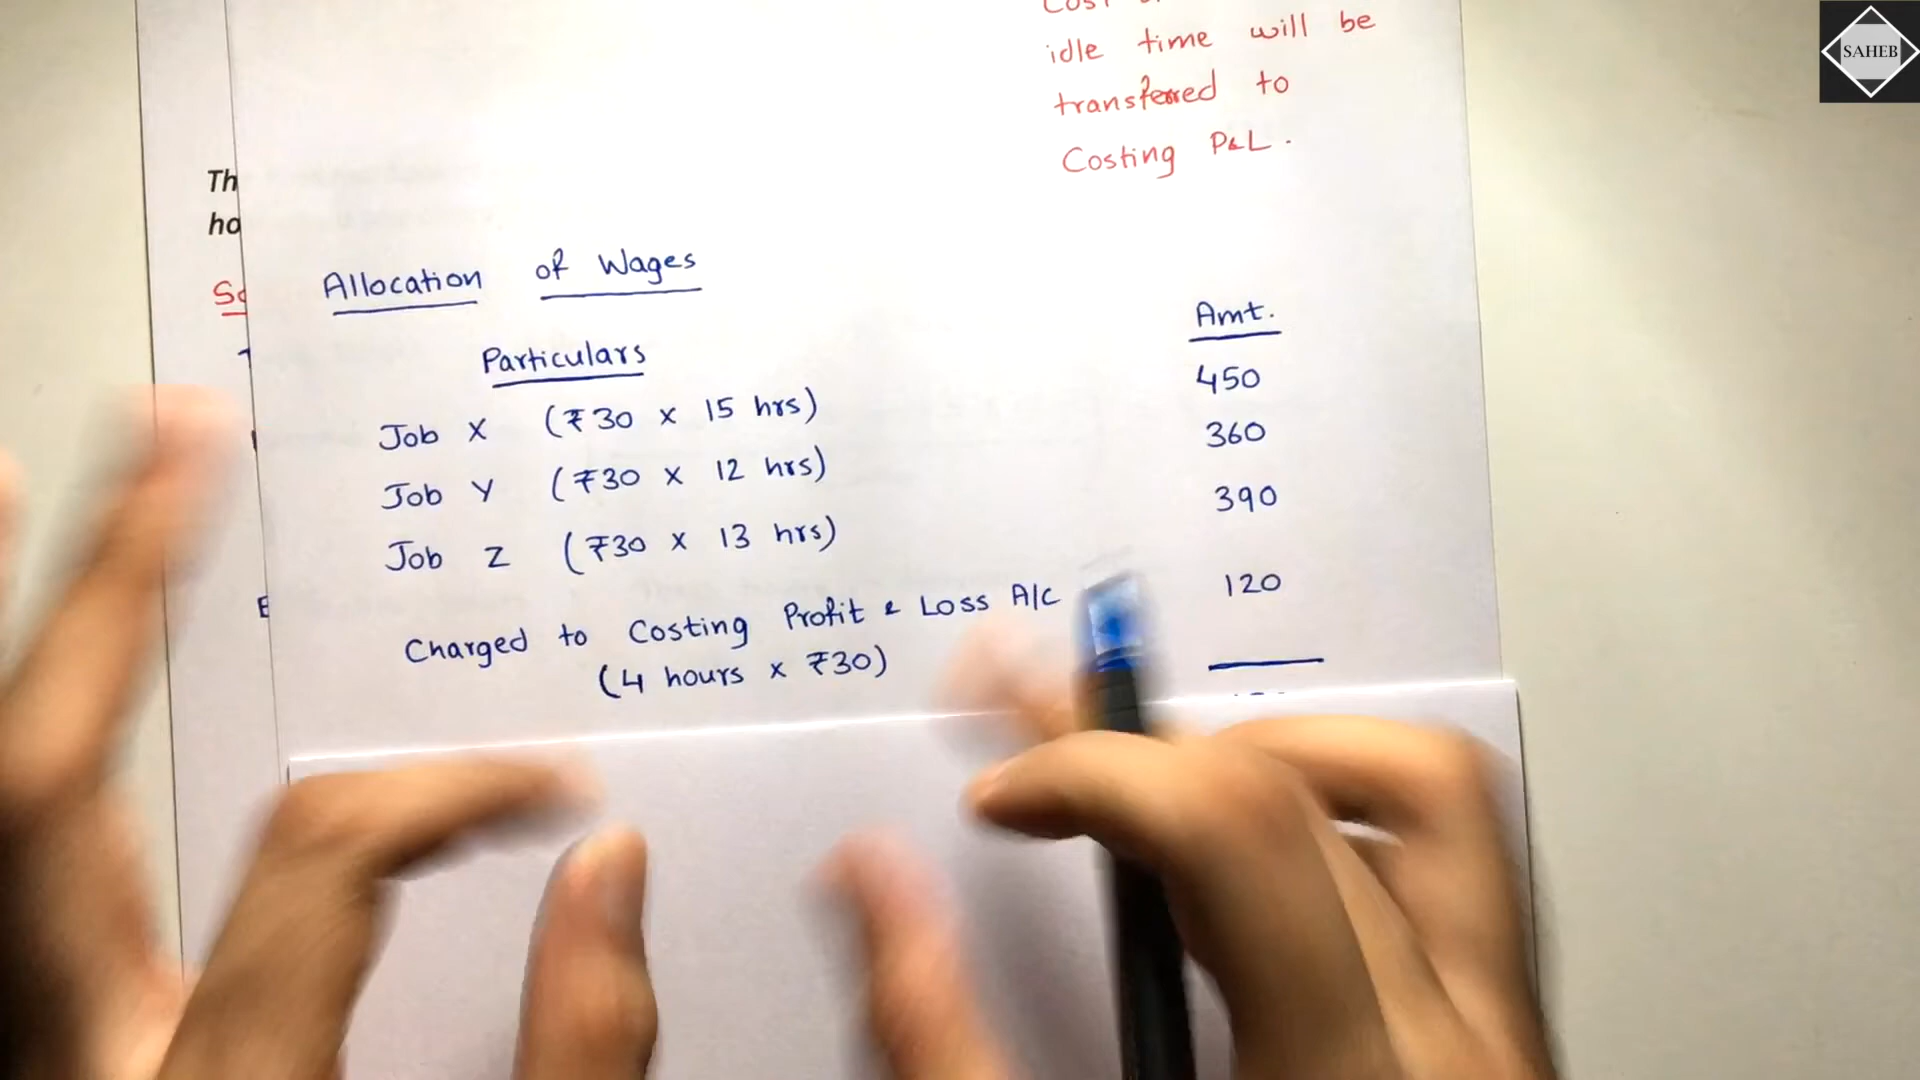 SAHEB
idle time will be
transferred to
Costing P&L.
Th
ho
Allocation of Wages
Particulars Amt.
Job X (₹30 x 15 hrs) 450
Job Y (₹30 x 12 hrs) 360
Job Z (₹30 x 13 hrs) 390
Charged to Costing Profit & Loss A/c 120
(4 hours x ₹30)